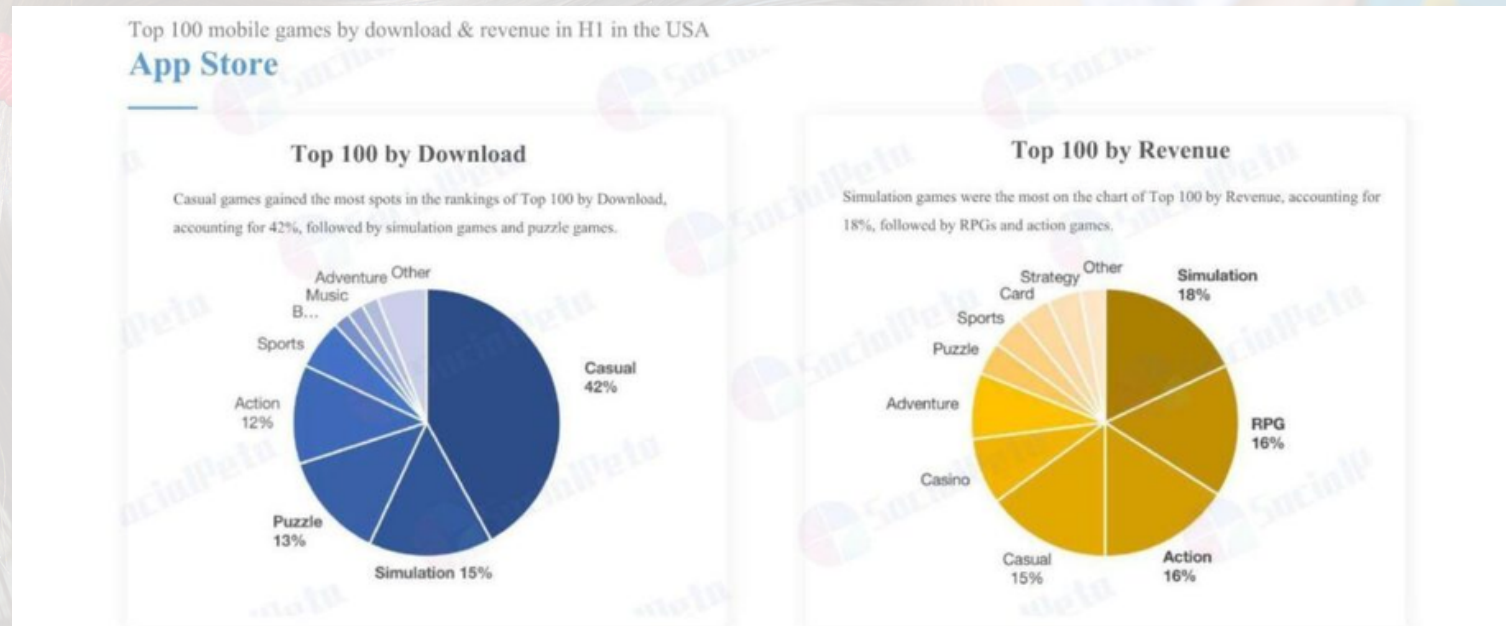 Top 100 mobile games by download & revenue in H1 in the USA
App Store
Top 100 by Download
Casual games gained the most spots in the rankings of Top 100 by Download,
accounting for 42%, followed by simulation games and puzzle games.
Adventure Other
Music
B...
Sports
Casual
42%
Action
12%
Puzzle
13%
Simulation 15%
Top 100 by Revenue
Simulation games were the most on the chart of Top 100 by Revenue, accounting for
18%, followed by RPGs and action games.
Other
Strategy
Card
Simulation
18%
Sports
Puzzle
Adventure
RPG
16%
Casino
Casual
15%
Action
16%
SocialPeta